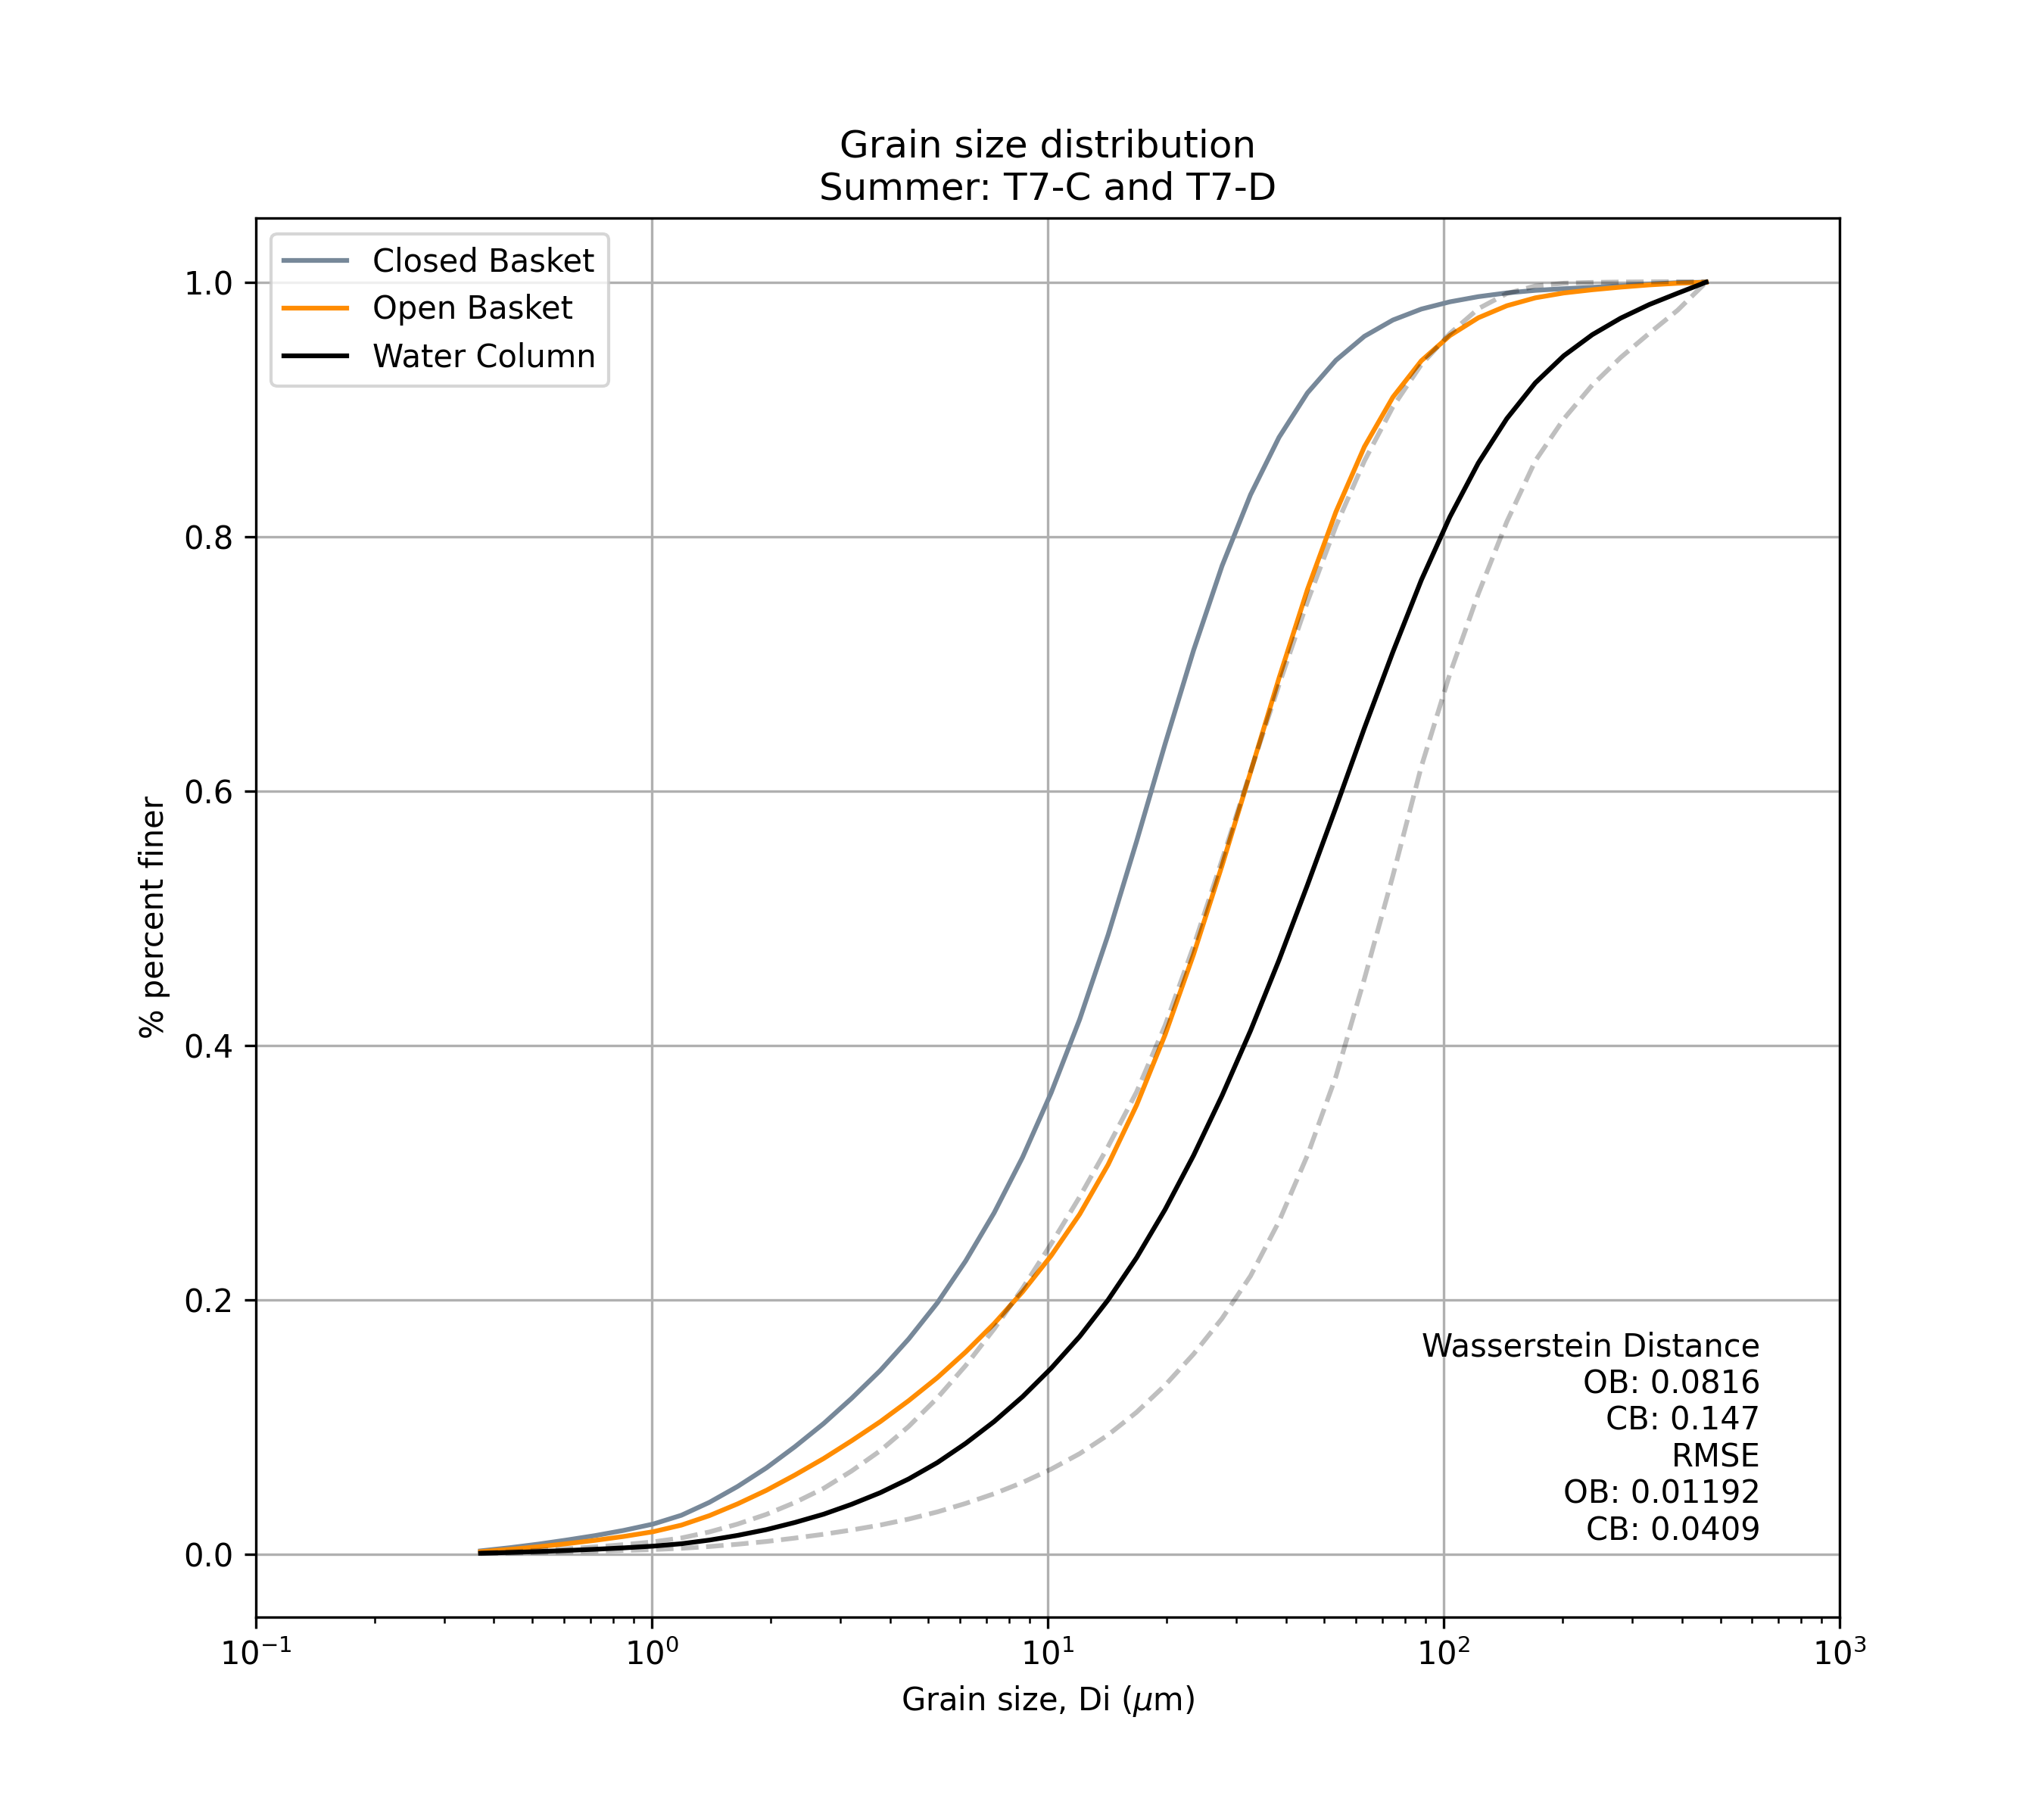 Grain size distribution
Summer: T7-C and T7-D
Closed Basket
Open Basket
Water Column
1.0
0.8
0.6
0.4
0.2
0.0
% percent finer
Wasserstein Distance
OB: 0.0816
CB: 0.147
RMSE
OB: 0.01192
CB: 0.0409
10⁻¹ 10⁰ 10¹ 10² 10³
Grain size, Di (μm)